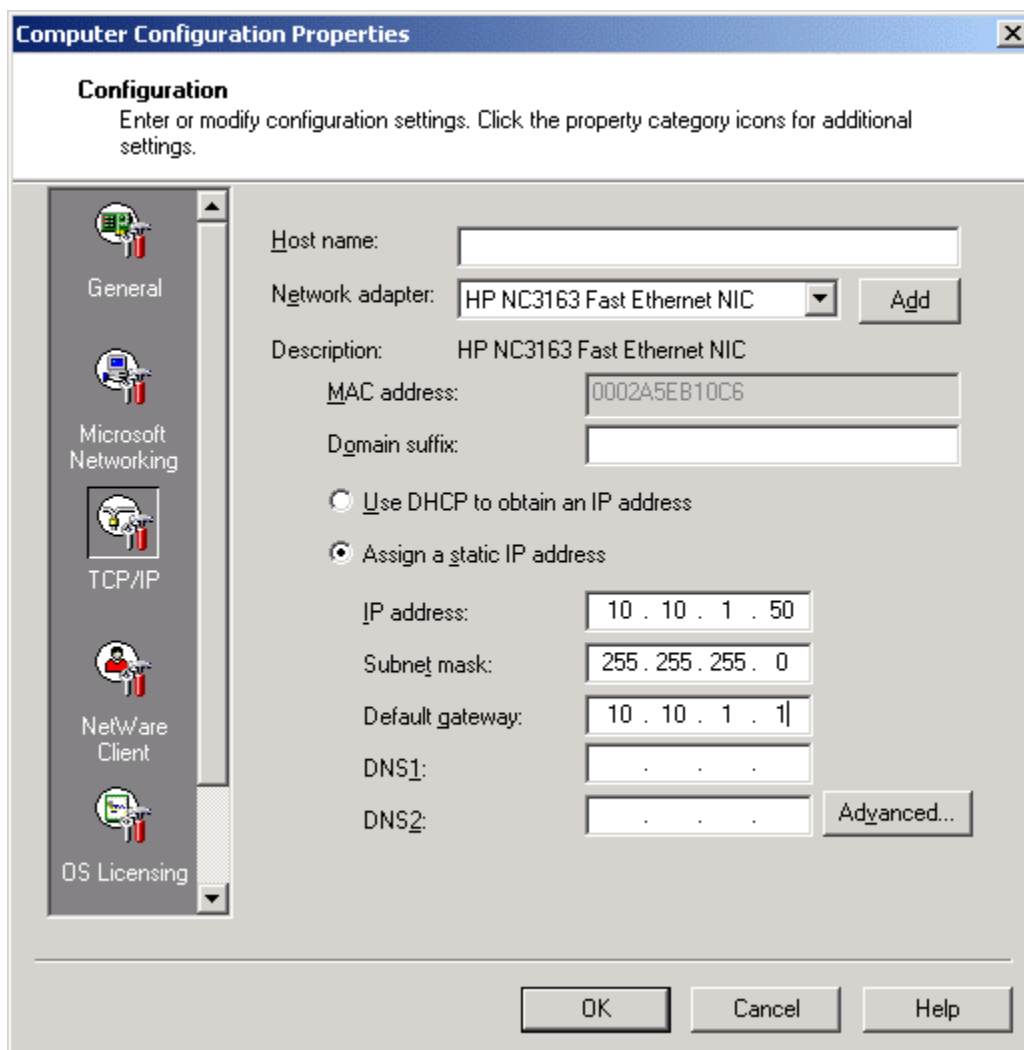 Computer Configuration Properties
Configuration
Enter or modify configuration settings. Click the property category icons for additional
settings.
General
Microsoft
Networking
TCP/IP
NetWare
Client
OS Licensing
Host name:
Network adapter: HP NC3163 Fast Ethernet NIC Add
Description: HP NC3163 Fast Ethernet NIC
MAC address: 0002A5EB10C6
Domain suffix:
Use DHCP to obtain an IP address
Assign a static IP address
IP address: 10 . 10 . 1 . 50
Subnet mask: 255 . 255 . 255 . 0
Default gateway: 10 . 10 . 1 . 1
DNS1: . . .
DNS2: . . . Advanced...
OK Cancel Help